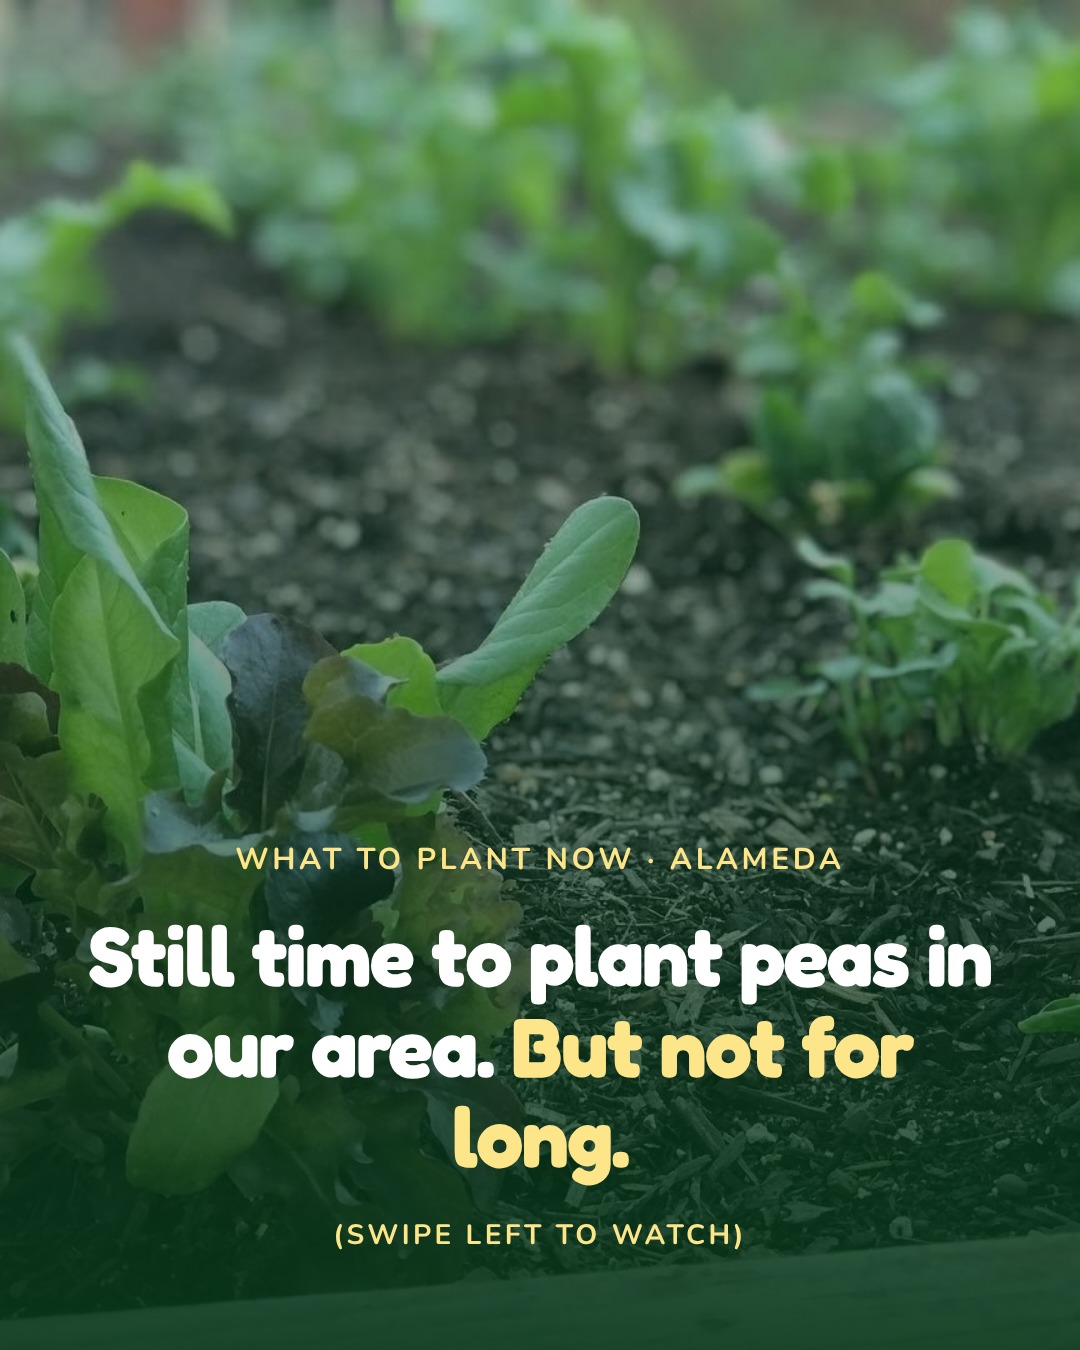 WHAT TO PLANT NOW · ALAMEDA
Still time to plant peas in
our area. But not for
long.
(SWIPE LEFT TO WATCH)